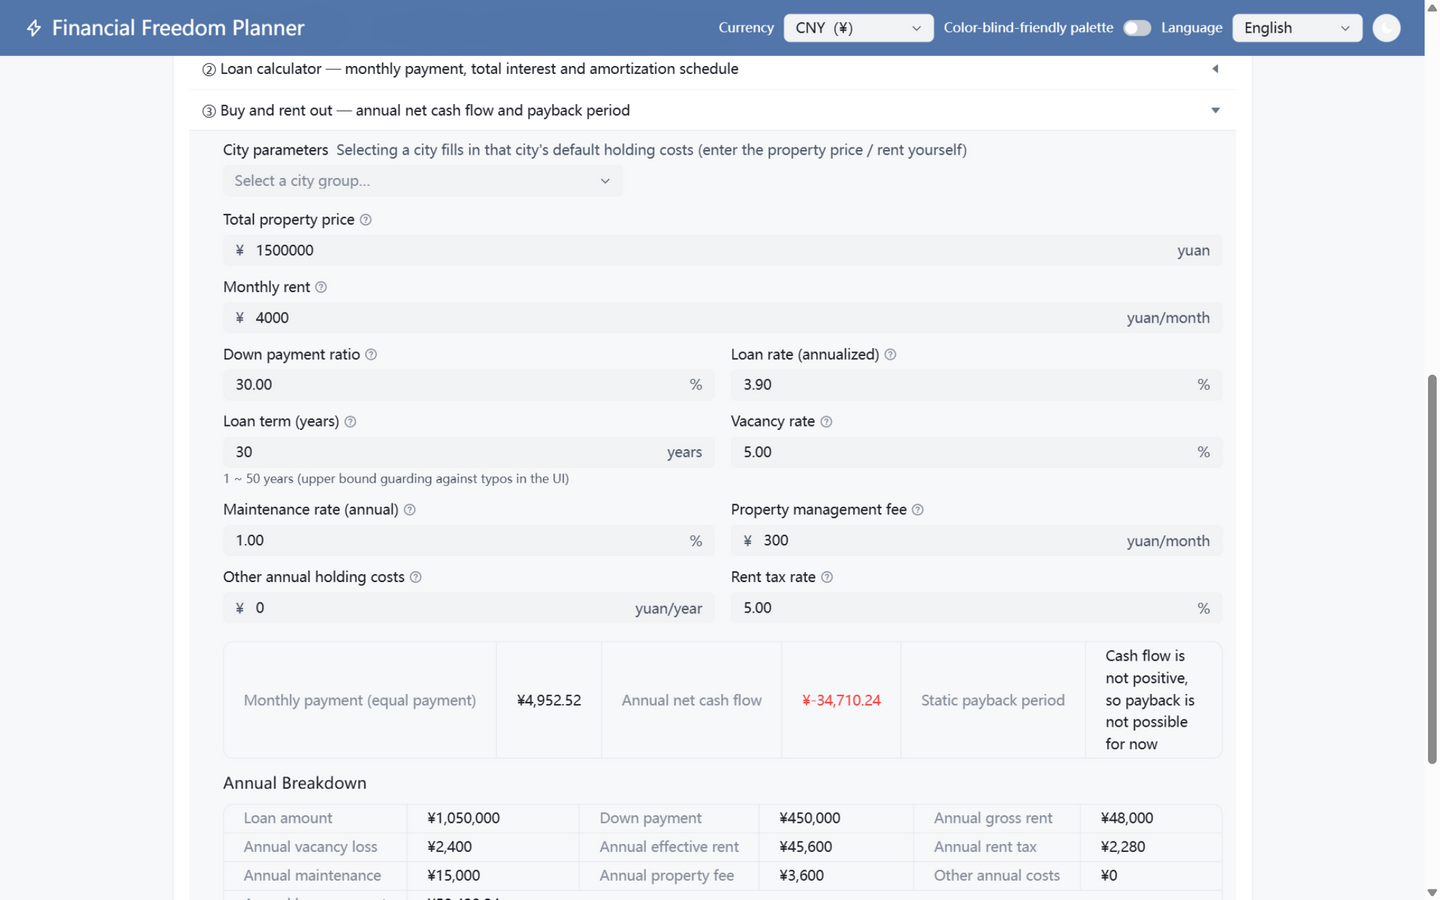 Financial Freedom Planner
Currency
CNY (¥)
Color-blind-friendly palette
Language
English
② Loan calculator — monthly payment, total interest and amortization schedule
③ Buy and rent out — annual net cash flow and payback period
City parameters Selecting a city fills in that city's default holding costs (enter the property price / rent yourself)
Select a city group...
Total property price
¥ 1500000 yuan
Monthly rent
¥ 4000 yuan/month
Down payment ratio
30.00 %
Loan rate (annualized)
3.90 %
Loan term (years)
30 years
1 ~ 50 years (upper bound guarding against typos in the UI)
Vacancy rate
5.00 %
Maintenance rate (annual)
1.00 %
Property management fee
¥ 300 yuan/month
Other annual holding costs
¥ 0 yuan/year
Rent tax rate
5.00 %
Monthly payment (equal payment)
¥4,952.52
Annual net cash flow
¥-34,710.24
Static payback period
Cash flow is
not positive,
so payback is
not possible
for now
Annual Breakdown
Loan amount ¥1,050,000 Down payment ¥450,000 Annual gross rent ¥48,000
Annual vacancy loss ¥2,400 Annual effective rent ¥45,600 Annual rent tax ¥2,280
Annual maintenance ¥15,000 Annual property fee ¥3,600 Other annual costs ¥0